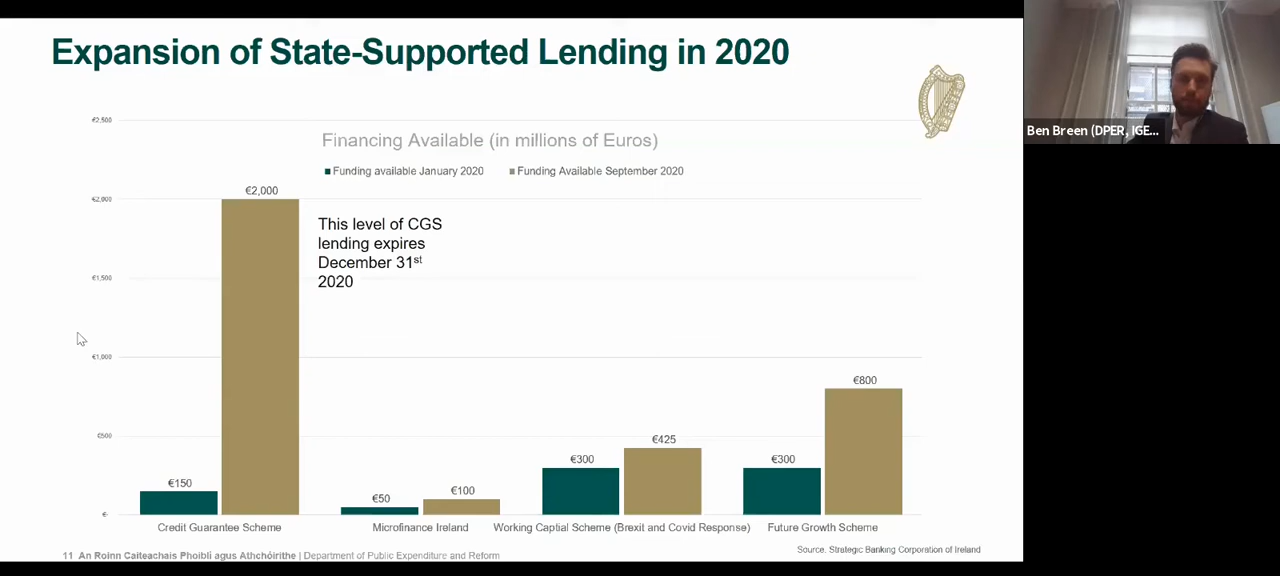 Expansion of State-Supported Lending in 2020
Ben Breen (DPER, IGE...
Financing Available (in millions of Euros)
Funding available January 2020
Funding Available September 2020
€2,500
€2,000
€1,500
€1,000
€500
€-
€2,000
This level of CGS
lending expires
December 31st
2020
€150
€50
€100
€300
€425
€300
€800
Credit Guarantee Scheme
Microfinance Ireland
Working Captial Scheme (Brexit and Covid Response)
Future Growth Scheme
Source. Strategic Banking Corporation of Ireland
11 An Roinn Caiteachais Phoiblí agus Athchóirithe | Department of Public Expenditure and Reform